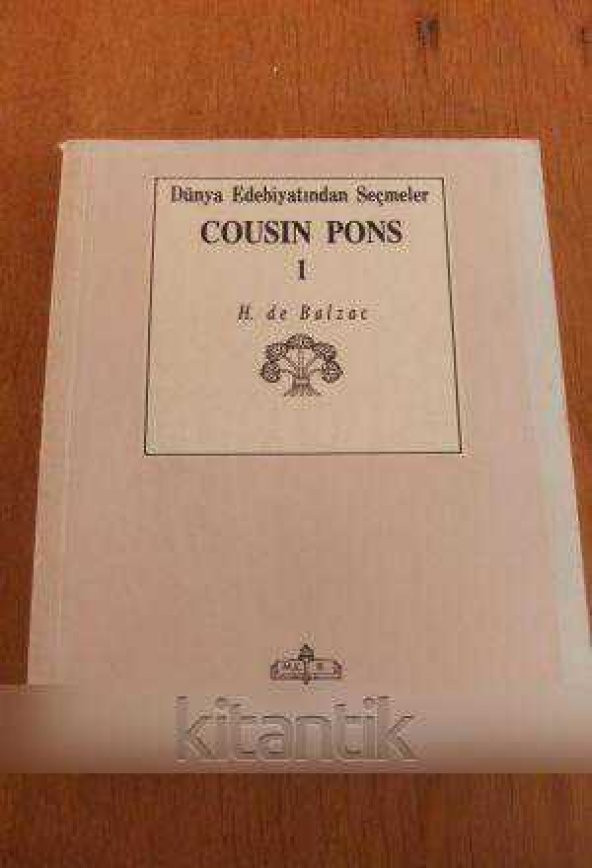 Dünya Edebiyatından Seçmeler
COUSIN PONS
1
H. de Balzac
kitantik